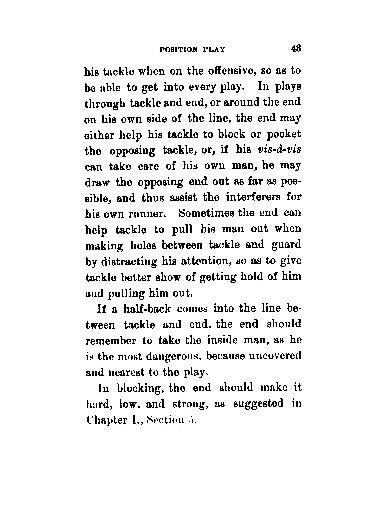 POSITION PLAY 43
his tackle when on the offensive, so as to
be able to get into every play. In plays
through tackle and end, or around the end
on his own side of the line, the end may
either help his tackle to block or pocket
the opposing tackle, or, if his vis-à-vis
can take care of his own man, he may
draw the opposing end out as far as pos-
sible, and thus assist the interferers for
his own runner. Sometimes the end can
help tackle to pull his man out when
making holes between tackle and guard
by distracting his attention, so as to give
tackle better show of getting hold of him
and pulling him out.
If a half-back comes into the line be-
tween tackle and end, the end should
remember to take the inside man, as he
is the most dangerous, because uncovered
and nearest to the play.
In blocking, the end should make it
hard, low, and strong, as suggested in
Chapter I., Section 5.